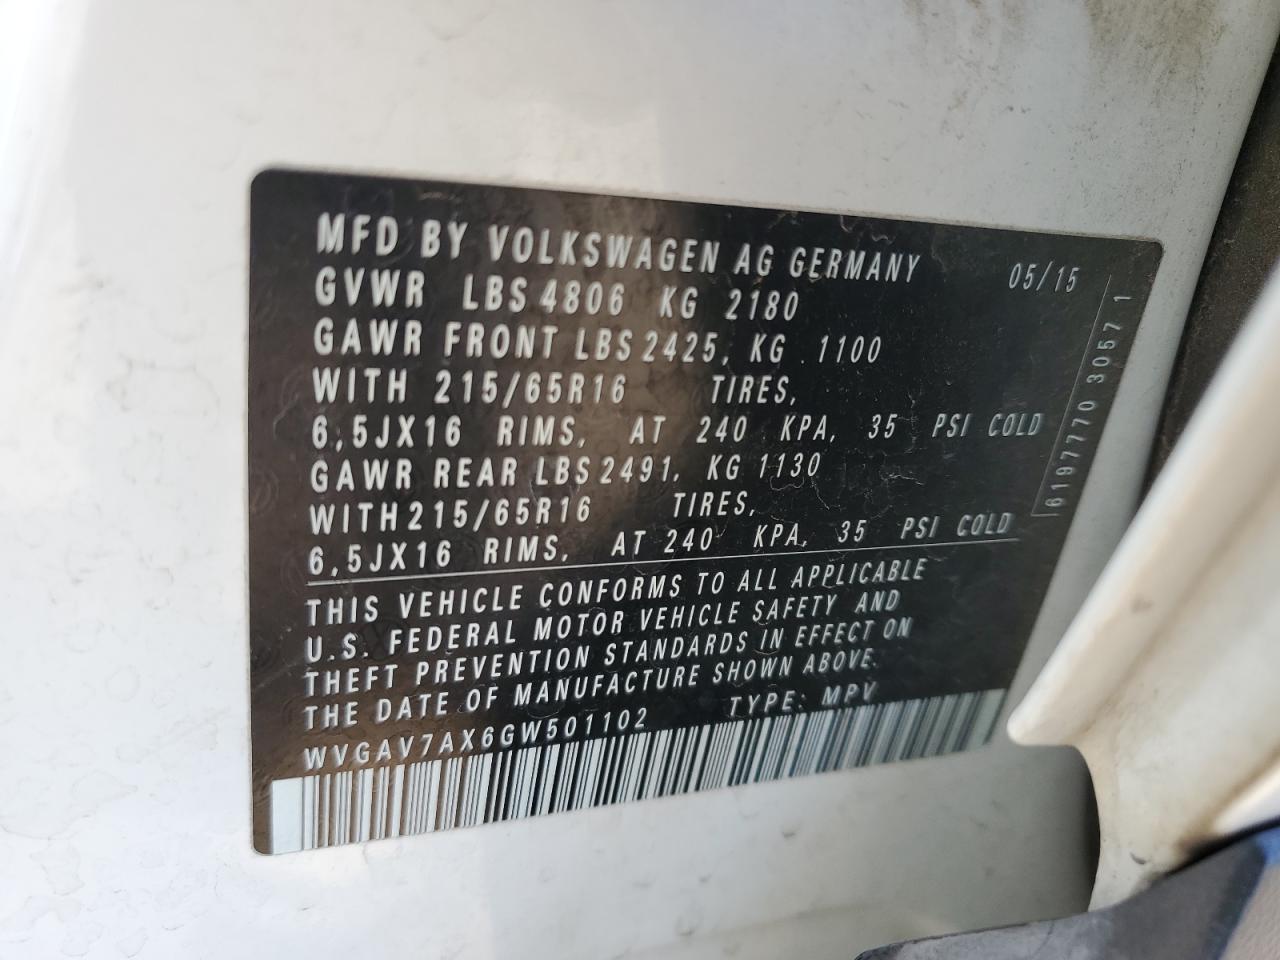 MFD BY VOLKSWAGEN AG GERMANY 05/15
GVWR LBS 4806 KG 2180
GAWR FRONT LBS 2425, KG 1100
WITH 215/65R16 TIRES,
6,5JX16 RIMS, AT 240 KPA, 35 PSI COLD
GAWR REAR LBS 2491, KG 1130
WITH 215/65R16 TIRES,
6,5JX16 RIMS, AT 240 KPA, 35 PSI COLD
THIS VEHICLE CONFORMS TO ALL APPLICABLE
U.S. FEDERAL MOTOR VEHICLE SAFETY AND
THEFT PREVENTION STANDARDS IN EFFECT ON
THE DATE OF MANUFACTURE SHOWN ABOVE.
WVGAV7AX6GW501102 TYPE: MPV
6197770 3057 1